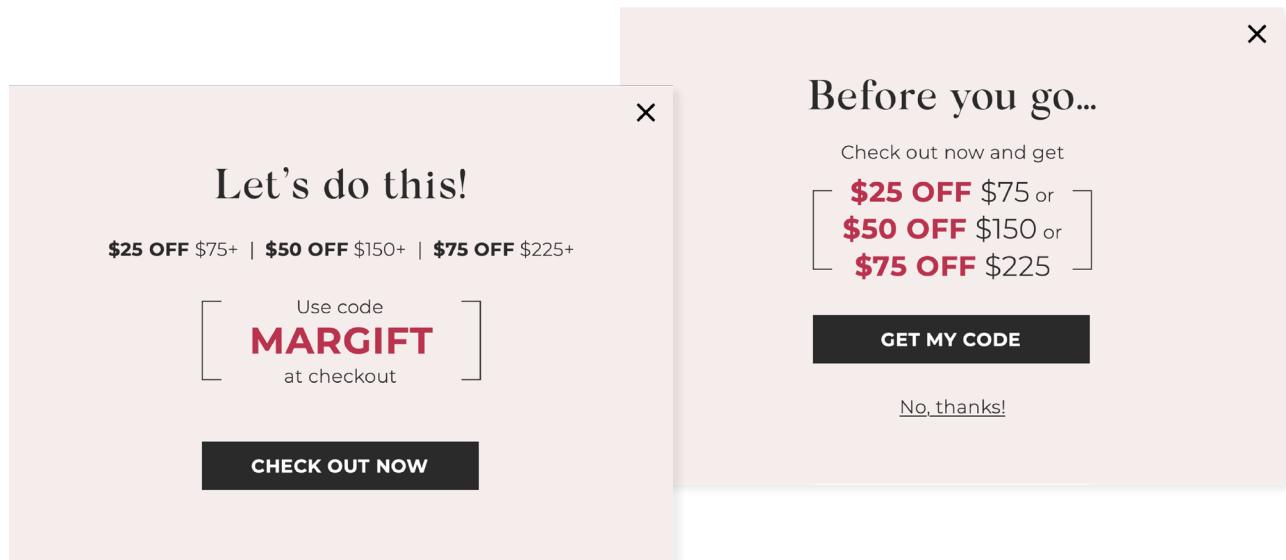 Before you go...
Check out now and get
$25 OFF $75 or
$50 OFF $150 or
$75 OFF $225
GET MY CODE
No, thanks!
Let's do this!
$25 OFF $75+ | $50 OFF $150+ | $75 OFF $225+
Use code
MARGIFT
at checkout
CHECK OUT NOW